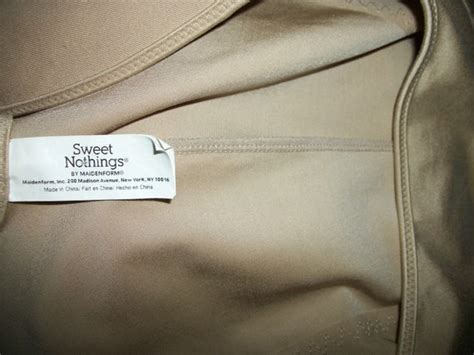 Sweet
Nothings®
BY MAIDENFORM®
Maidenform, Inc. 200 Madison Avenue, New York, NY 10016
Made in China/ Fait en Chine/ Hecho en China